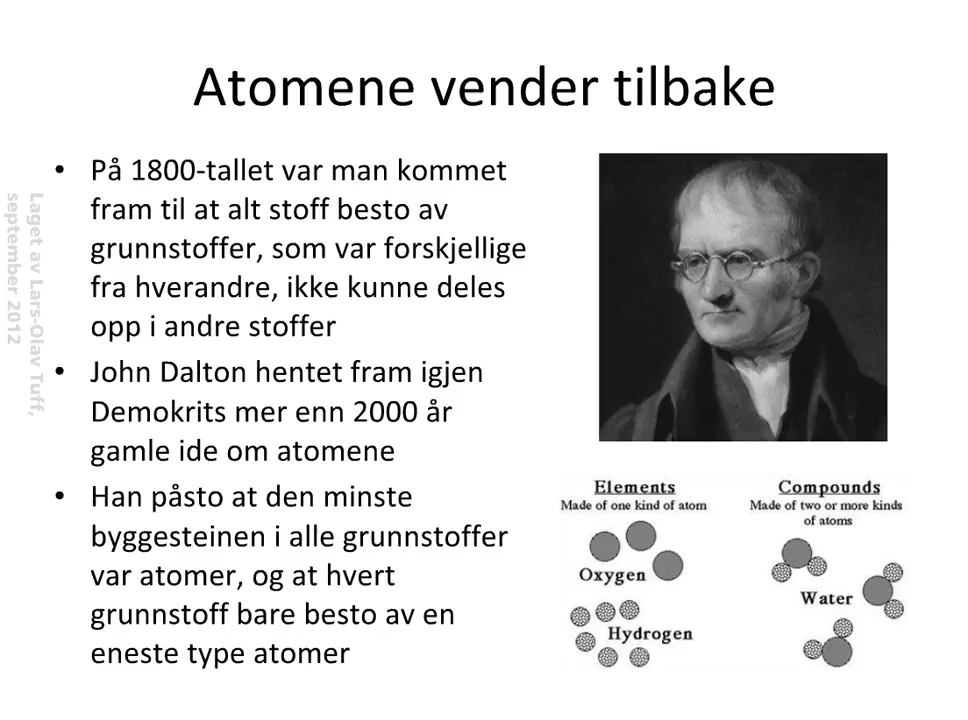 Atomene vender tilbake
• På 1800-tallet var man kommet
fram til at alt stoff besto av
grunnstoffer, som var forskjellige
fra hverandre, ikke kunne deles
opp i andre stoffer
• John Dalton hentet fram igjen
Demokrits mer enn 2000 år
gamle ide om atomene
• Han påsto at den minste
byggesteinen i alle grunnstoffer
var atomer, og at hvert
grunnstoff bare besto av en
eneste type atomer
Laget av Lars-Olav Tuff,
september 2012
Elements
Made of one kind of atom
Oxygen
Hydrogen
Compounds
Made of two or more kinds
of atoms
Water